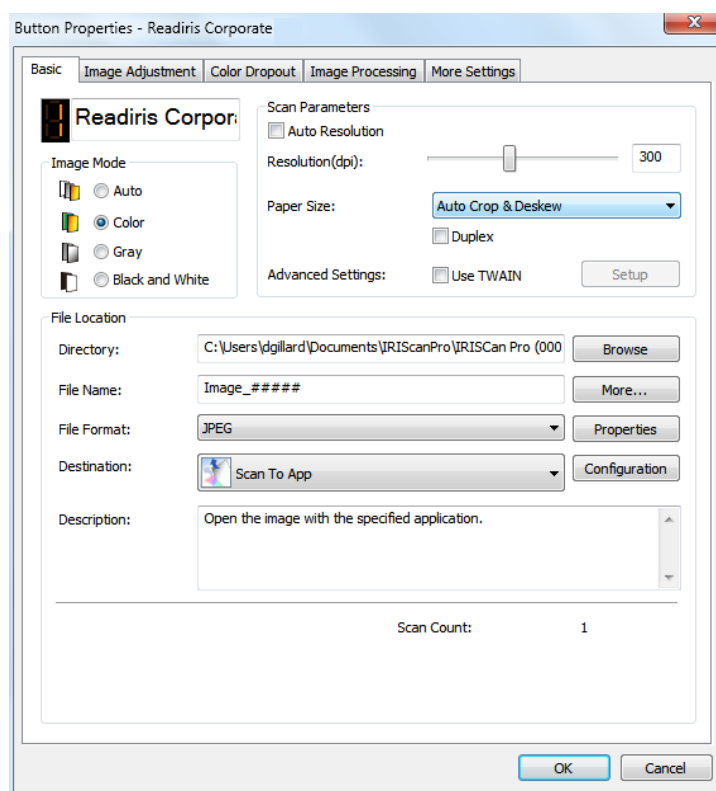 Button Properties - Readiris Corporate
Basic Image Adjustment Color Dropout Image Processing More Settings
1 Readiris Corpor
Scan Parameters
Auto Resolution
Resolution(dpi): 300
Paper Size: Auto Crop & Deskew
Duplex
Advanced Settings: Use TWAIN Setup
Image Mode
Auto
Color
Gray
Black and White
File Location
Directory: C:\Users\dgillard\Documents\IRIScanPro\IRISCan Pro (000 Browse
File Name: Image_##### More...
File Format: JPEG Properties
Destination: Scan To App Configuration
Description: Open the image with the specified application.
Scan Count: 1
OK Cancel